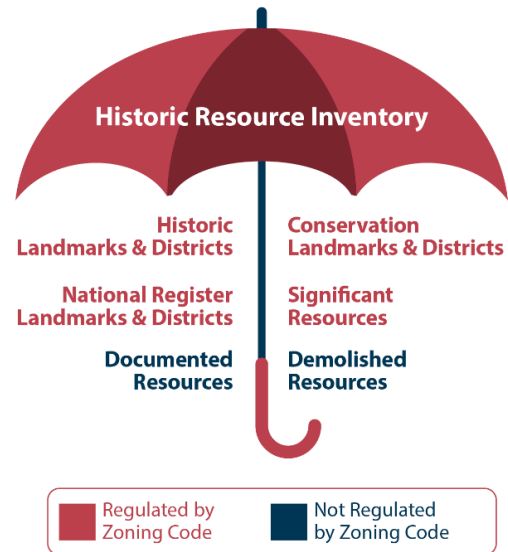 Historic Resource Inventory
Historic
Landmarks & Districts
Conservation
Landmarks & Districts
National Register
Landmarks & Districts
Significant
Resources
Documented
Resources
Demolished
Resources
Regulated by
Zoning Code
Not Regulated
by Zoning Code